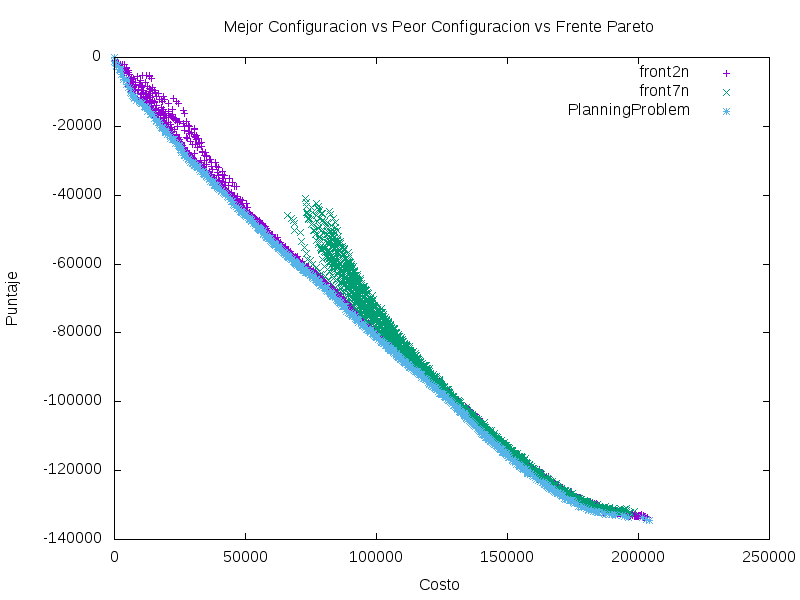 Mejor Configuracion vs Peor Configuracion vs Frente Pareto
front2n
front7n
PlanningProblem
0
-20000
-40000
-60000
-80000
-100000
-120000
-140000
Puntaje
0 50000 100000 150000 200000 250000
Costo